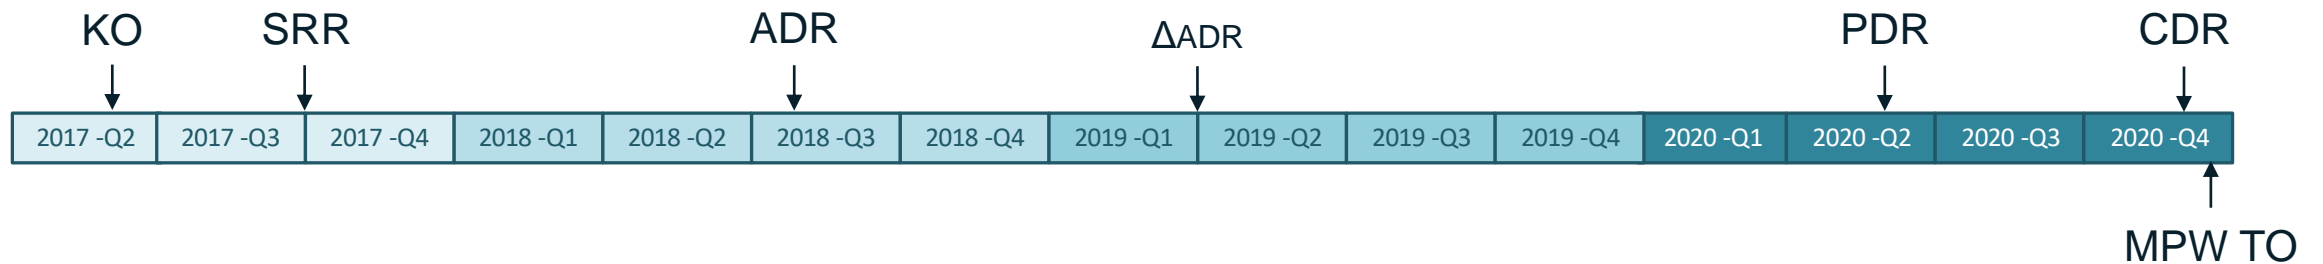 KO SRR ADR ΔADR PDR CDR
2017 -Q2 2017 -Q3 2017 -Q4 2018 -Q1 2018 -Q2 2018 -Q3 2018 -Q4 2019 -Q1 2019 -Q2 2019 -Q3 2019 -Q4 2020 -Q1 2020 -Q2 2020 -Q3 2020 -Q4
MPW TO